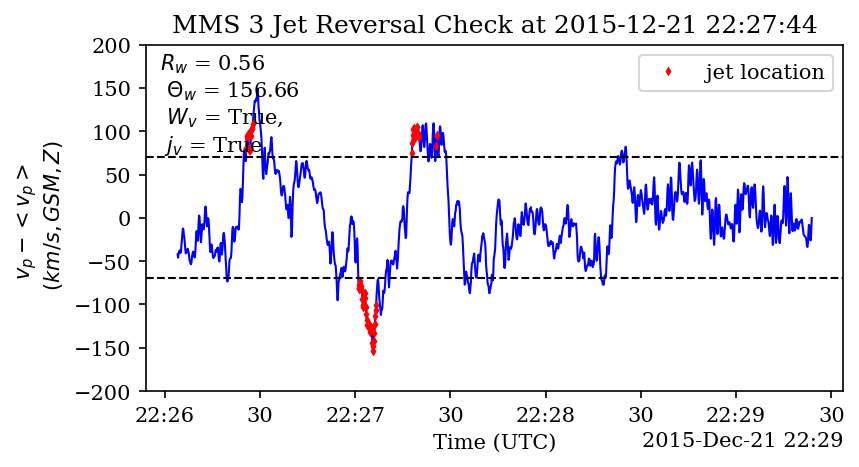 MMS 3 Jet Reversal Check at 2015-12-21 22:27:44
R_w = 0.56
Θ_w = 156.66
W_v = True,
j_v = True
jet location
200
150
100
50
0
−50
−100
−150
−200
v_p − < v_p >
(km/s, GSM, Z)
22:26 30 22:27 30 22:28 30 22:29 30
Time (UTC)
2015-Dec-21 22:29